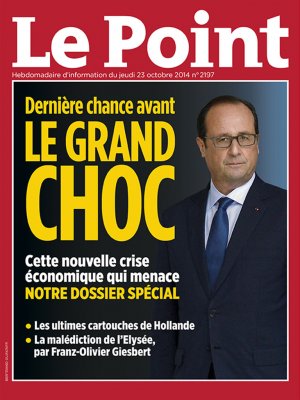 Le Point
Hebdomadaire d'information du jeudi 23 octobre 2014 n° 2197
Dernière chance avant
LE GRAND
CHOC
Cette nouvelle crise
économique qui menace
NOTRE DOSSIER SPÉCIAL
• Les ultimes cartouches de Hollande
• La malédiction de l'Elysée,
par Franz-Olivier Giesbert